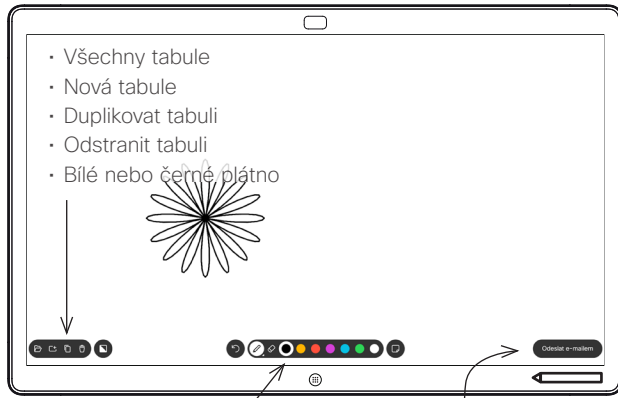 • Všechny tabule
• Nová tabule
• Duplikovat tabuli
• Odstranit tabuli
• Bílé nebo černé plátno
Odeslat e-mailem